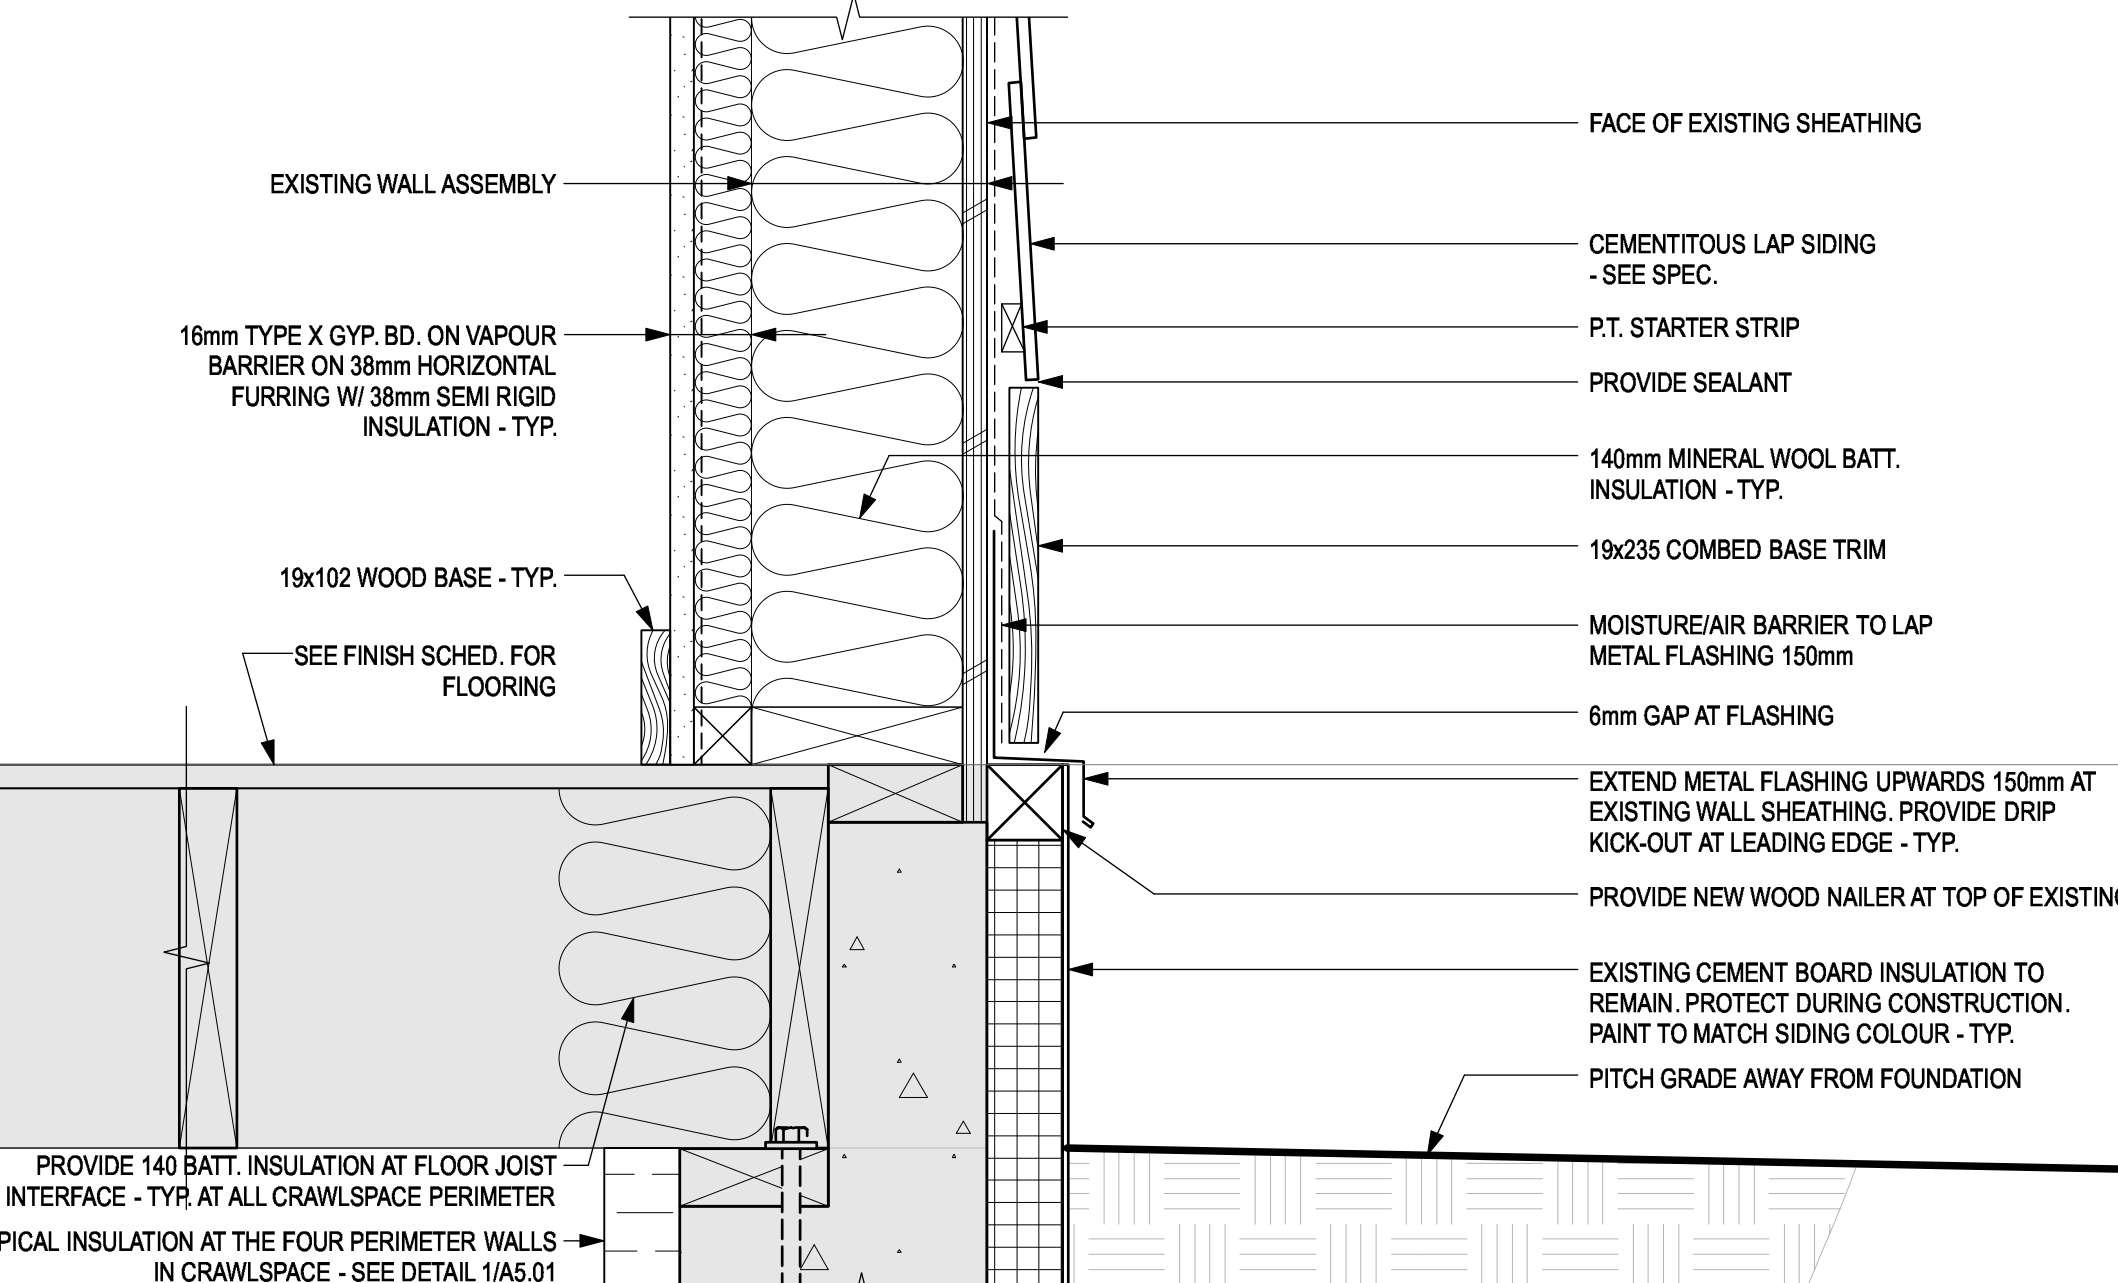 EXISTING WALL ASSEMBLY
16mm TYPE X GYP. BD. ON VAPOUR
BARRIER ON 38mm HORIZONTAL
FURRING W/ 38mm SEMI RIGID
INSULATION - TYP.
19x102 WOOD BASE - TYP.
SEE FINISH SCHED. FOR
FLOORING
PROVIDE 140 BATT. INSULATION AT FLOOR JOIST
INTERFACE - TYP. AT ALL CRAWLSPACE PERIMETER
PICAL INSULATION AT THE FOUR PERIMETER WALLS
IN CRAWLSPACE - SEE DETAIL 1/A5.01
FACE OF EXISTING SHEATHING
CEMENTITOUS LAP SIDING
- SEE SPEC.
P.T. STARTER STRIP
PROVIDE SEALANT
140mm MINERAL WOOL BATT.
INSULATION - TYP.
19x235 COMBED BASE TRIM
MOISTURE/AIR BARRIER TO LAP
METAL FLASHING 150mm
6mm GAP AT FLASHING
EXTEND METAL FLASHING UPWARDS 150mm AT
EXISTING WALL SHEATHING. PROVIDE DRIP
KICK-OUT AT LEADING EDGE - TYP.
PROVIDE NEW WOOD NAILER AT TOP OF EXISTING
EXISTING CEMENT BOARD INSULATION TO
REMAIN. PROTECT DURING CONSTRUCTION.
PAINT TO MATCH SIDING COLOUR - TYP.
PITCH GRADE AWAY FROM FOUNDATION